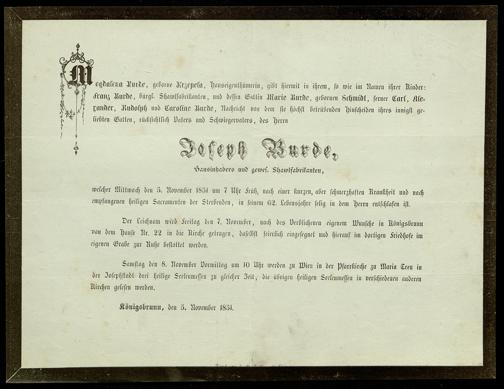 Magdalena Burde, geborne Krzepela, Hauseigenthümerin, gibt hiermit in ihrem, so wie im Namen ihrer Kinder:
Franz Burde, bürgl. Shawlfabrikanten, und dessen Gattin Marie Burde, gebornen Schmidt, ferner Carl, Ale-
xander, Rudolph und Caroline Burde, Nachricht von dem sie höchst betrübenden Hinscheiden ihres innigst ge-
liebten Gatten, rücksichtlich Vaters und Schwiegervaters, des Herrn
Joseph Burde,
Hausinhabers und gewes. Shawlfabrikanten,
welcher Mittwoch den 5. November 1851 um 7 Uhr Früh, nach einer kurzen, aber schmerzhaften Krankheit und nach
empfangenen heiligen Sacramenten der Sterbenden, in seinem 62. Lebensjahre selig in dem Herrn entschlafen ist.
Der Leichnam wird Freitag den 7. November, nach des Verblichenen eigenem Wunsche in Königsbrunn
von dem Hause Nr. 22 in die Kirche getragen, daselbst feierlich eingesegnet und hierauf im dortigen Friedhofe im
eigenen Grabe zur Ruhe bestattet werden.
Samstag den 8. November Vormittag um 10 Uhr werden zu Wien in der Pfarrkirche zu Maria Treu in
der Josephstadt drei heilige Seelenmessen zu gleicher Zeit, die übrigen heiligen Seelenmessen in verschiedenen anderen
Kirchen gelesen werden.
Königsbrunn, den 5. November 1851.